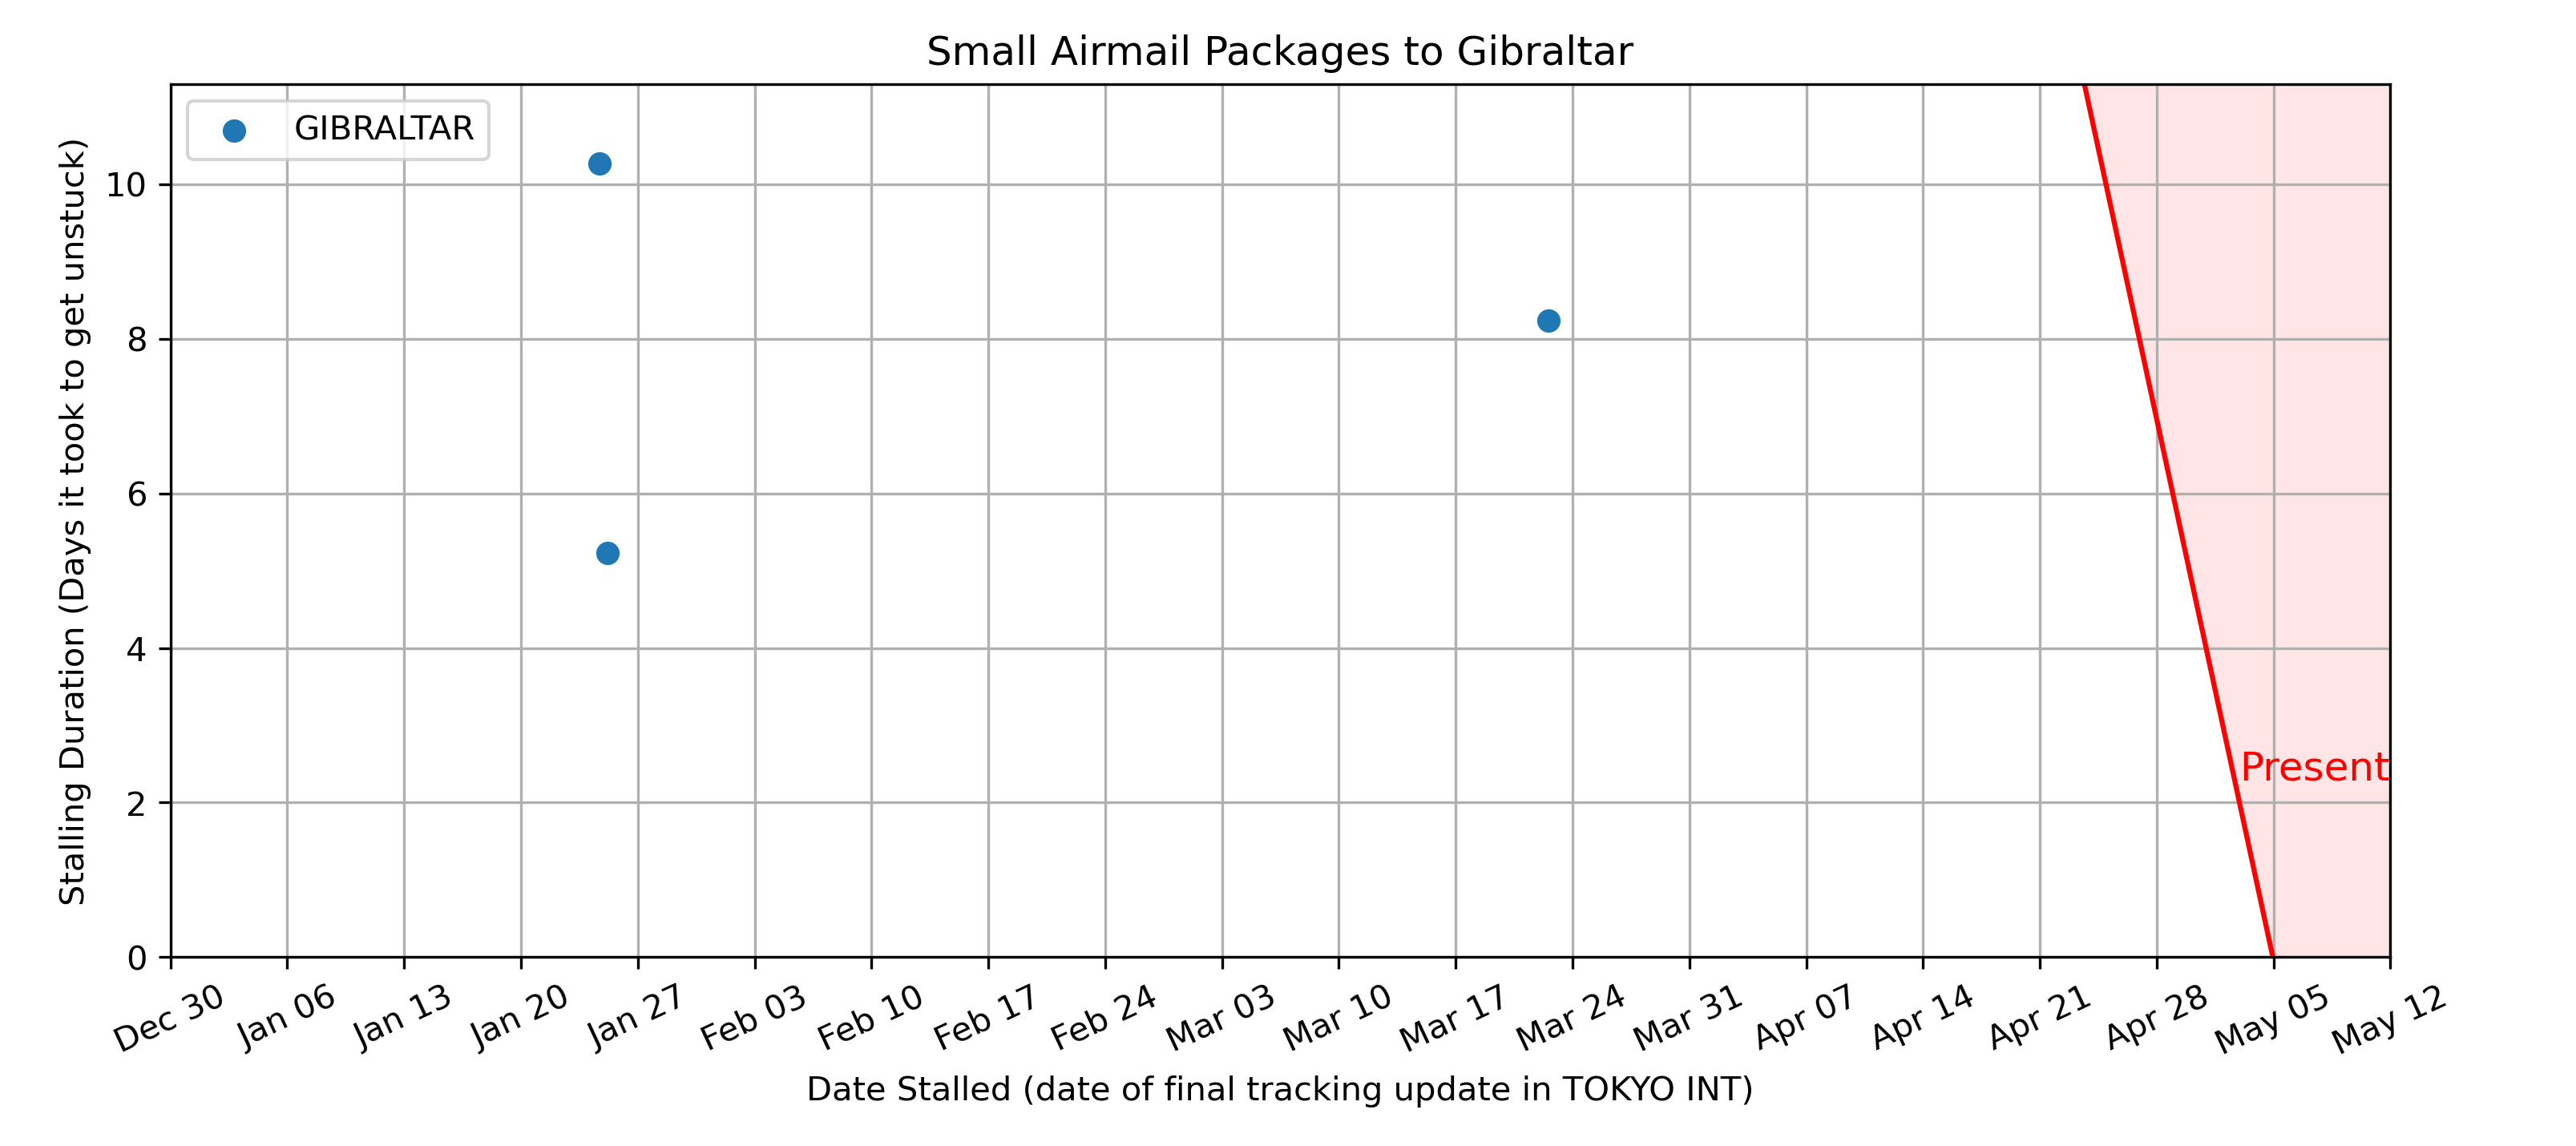 Small Airmail Packages to Gibraltar
GIBRALTAR
Stalling Duration (Days it took to get unstuck)
10
8
6
4
2
0
Present
Dec 30 Jan 06 Jan 13 Jan 20 Jan 27 Feb 03 Feb 10 Feb 17 Feb 24 Mar 03 Mar 10 Mar 17 Mar 24 Mar 31 Apr 07 Apr 14 Apr 21 Apr 28 May 05 May 12
Date Stalled (date of final tracking update in TOKYO INT)